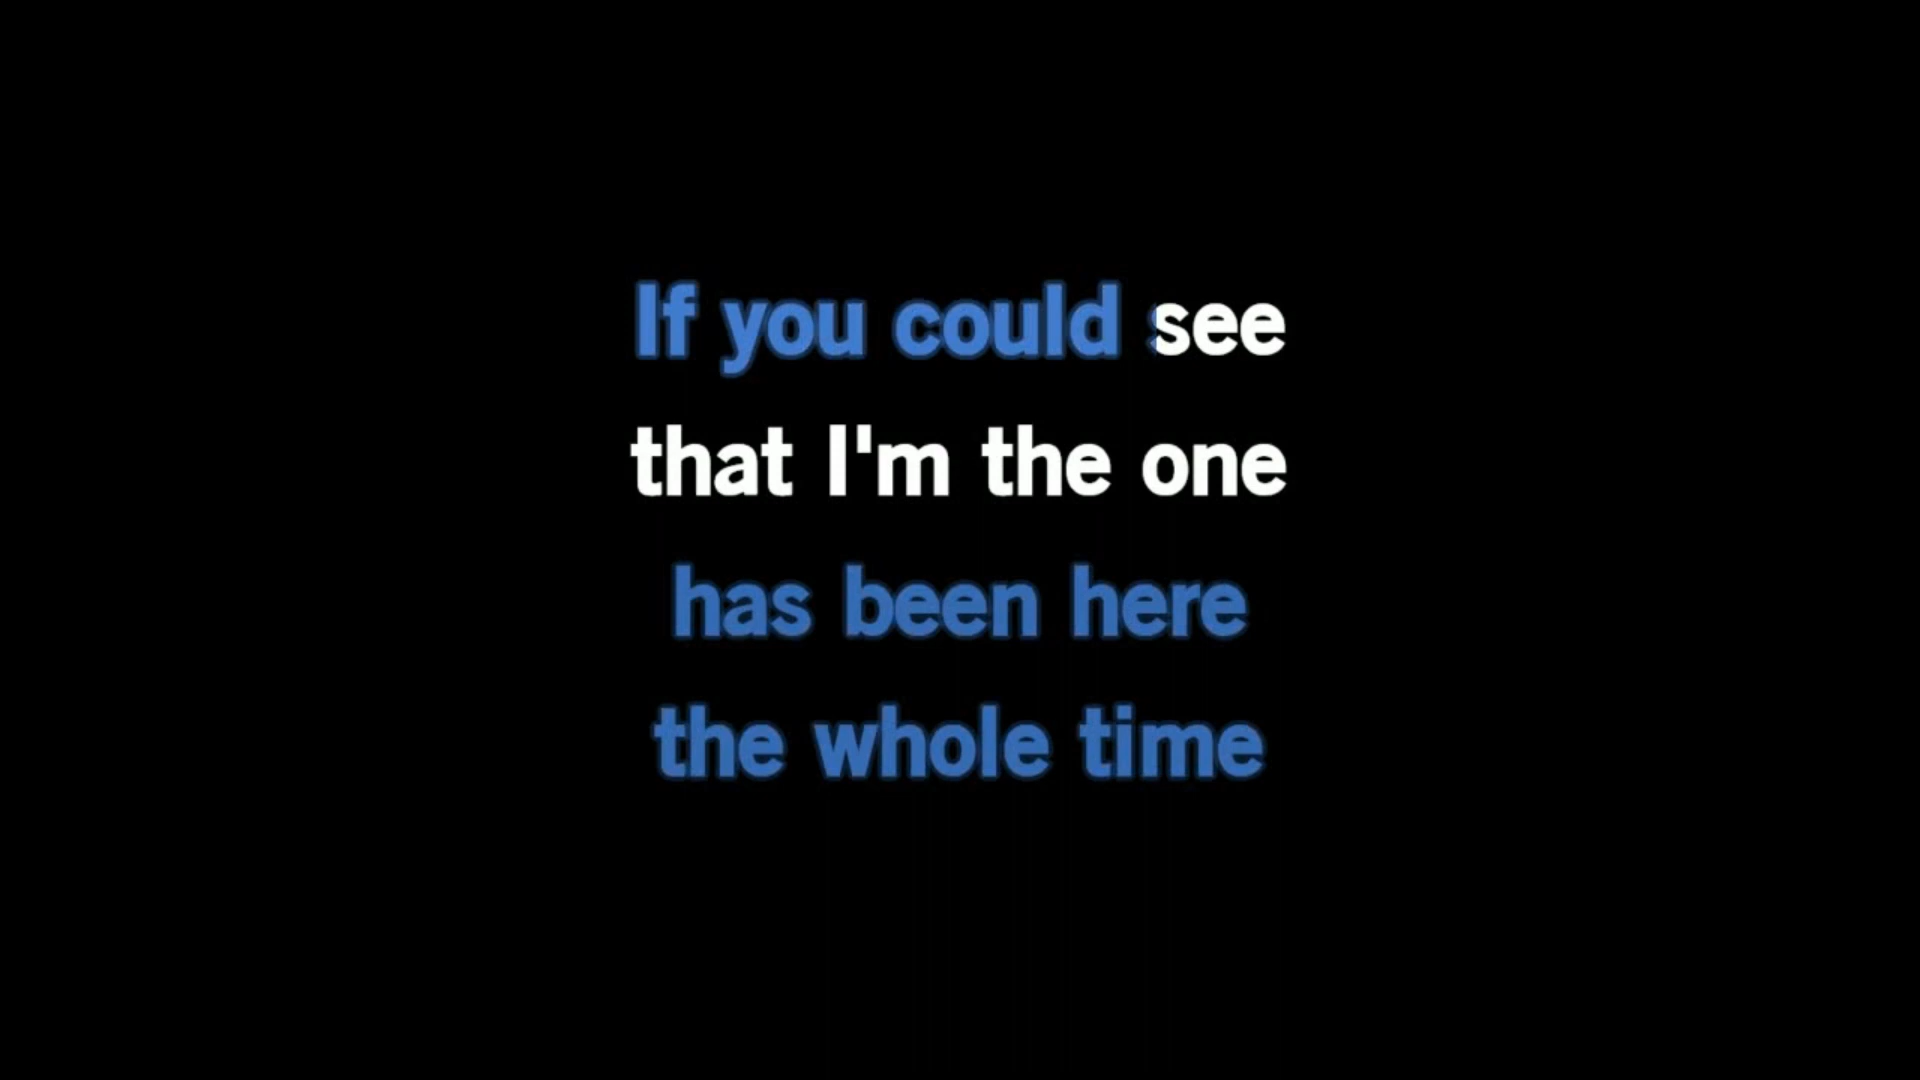 If you could see
that I'm the one
has been here
the whole time